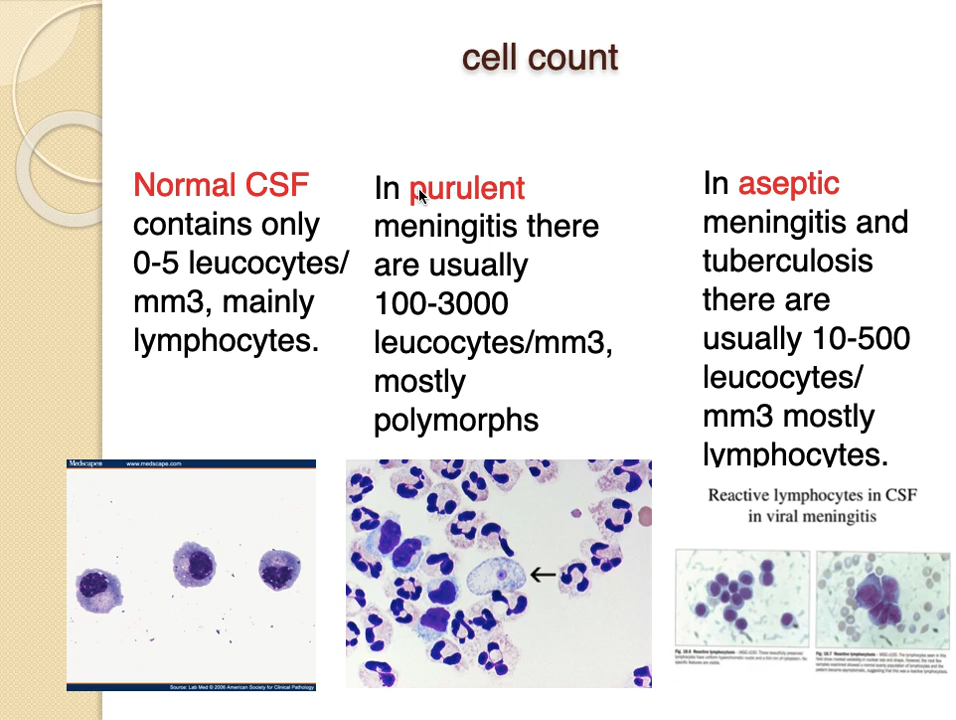 cell count
Normal CSF
contains only
0-5 leucocytes/
mm3, mainly
lymphocytes.
In purulent
meningitis there
are usually
100-3000
leucocytes/mm3,
mostly
polymorphs
In aseptic
meningitis and
tuberculosis
there are
usually 10-500
leucocytes/
mm3 mostly
lymphocytes.
Medscape® www.medscape.com
Source: Lab Med © 2006 American Society for Clinical Pathology
Reactive lymphocytes in CSF
in viral meningitis